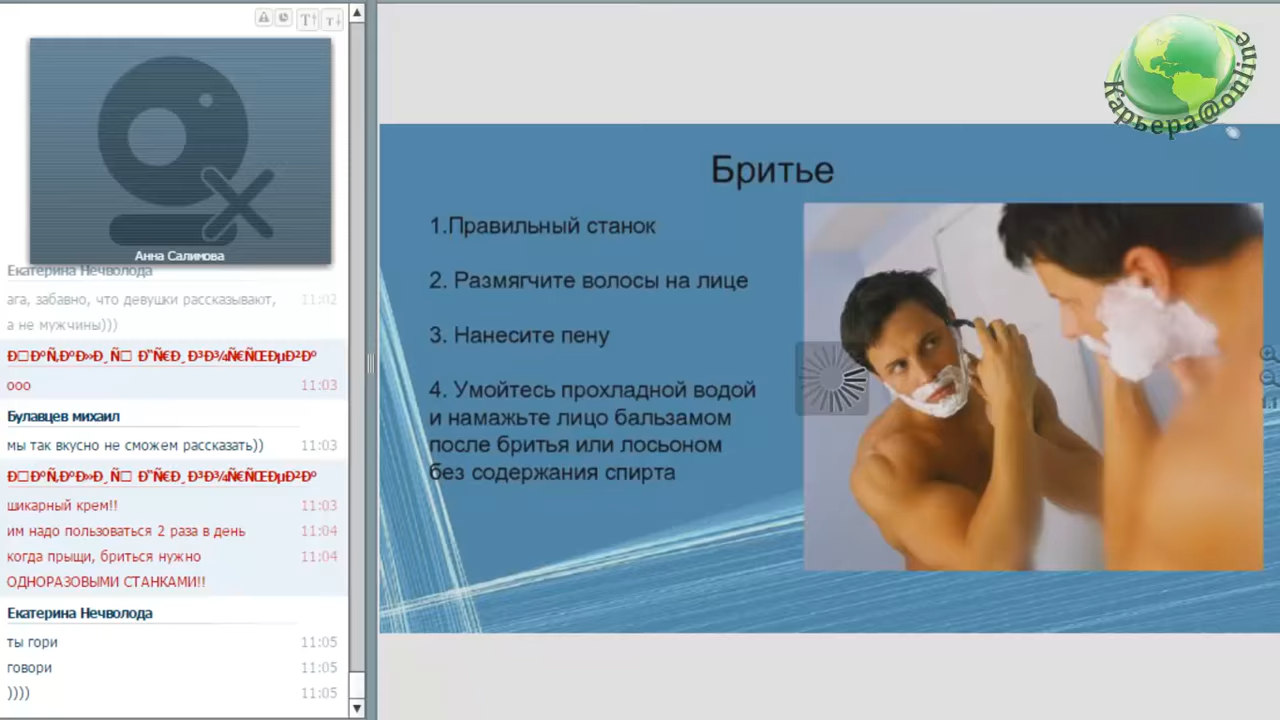 Анна Салимова
Екатерина Нечволода
ага, забавно, что девушки рассказывают, 11:02
а не мужчины)))
ооо 11:03
Булавцев михаил
мы так вкусно не сможем рассказать)) 11:03
шикарный крем!! 11:03
им надо пользоваться 2 раза в день 11:04
когда прыщи, бриться нужно 11:04
ОДНОРАЗОВЫМИ СТАНКАМИ!!
Екатерина Нечволода
ты гори 11:05
говори 11:05
)))) 11:05
Карьера@online
Бритье
1.Правильный станок
2. Размягчите волосы на лице
3. Нанесите пену
4. Умойтесь прохладной водой
и намажьте лицо бальзамом
после бритья или лосьоном
без содержания спирта